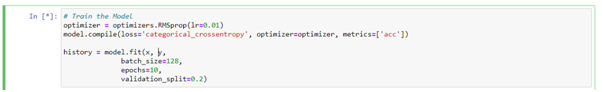 In [*]: # Train the Model
optimizer = optimizers.RMSprop(lr=0.01)
model.compile(loss='categorical_crossentropy', optimizer=optimizer, metrics=['acc'])
history = model.fit(x, y,
batch_size=128,
epochs=10,
validation_split=0.2)